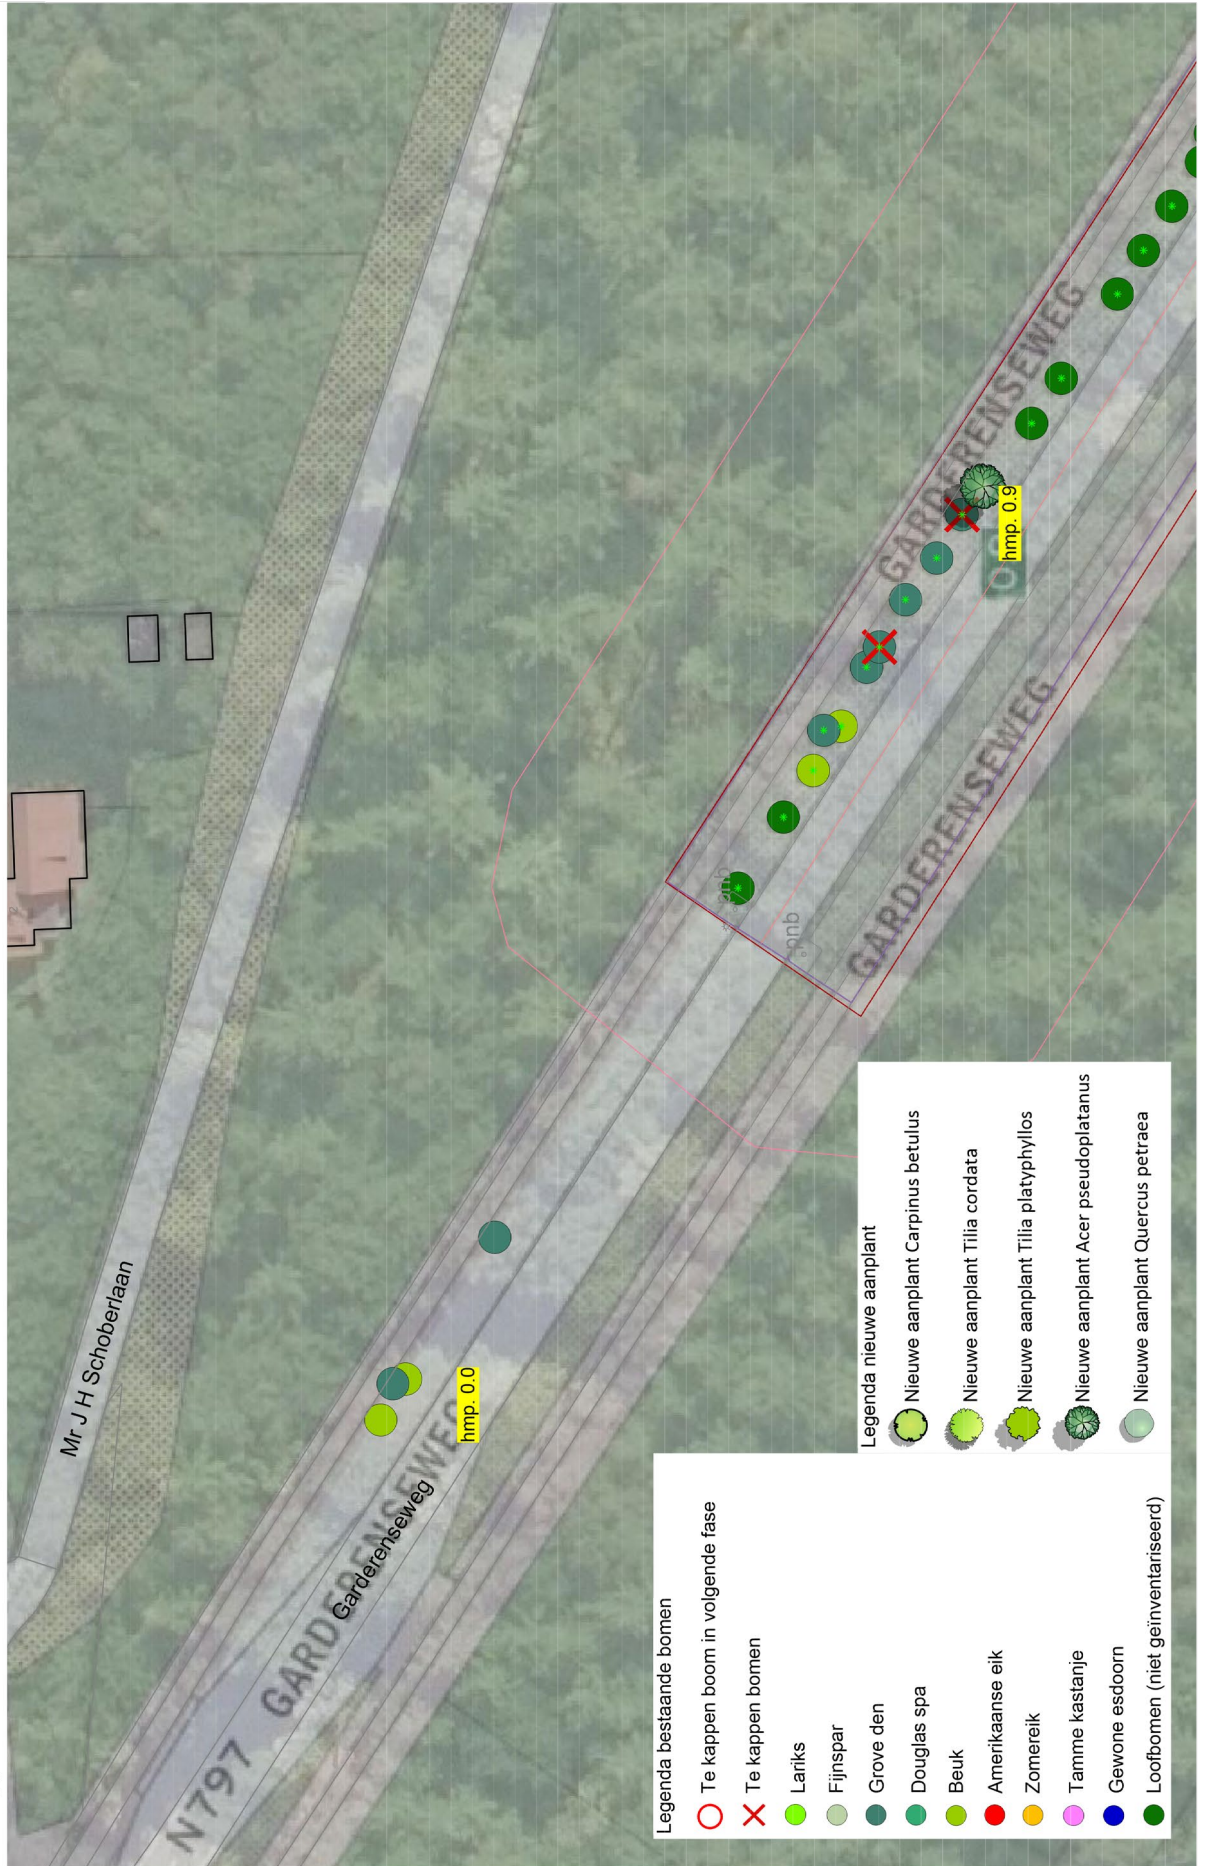 Mr J H Schoberlaan
N797
GARDERENSEWEG
Garderenseweg
hmp. 0.0
GARDERENSEWEG
pnb
GARDERENSEWEG
hmp. 0.9
Legenda bestaande bomen
Te kappen boom in volgende fase
Te kappen bomen
Lariks
Fijnspar
Grove den
Douglas spa
Beuk
Amerikaanse eik
Zomereik
Tamme kastanje
Gewone esdoorn
Loofbomen (niet geïnventariseerd)
Legenda nieuwe aanplant
Nieuwe aanplant Carpinus betulus
Nieuwe aanplant Tilia cordata
Nieuwe aanplant Tilia platyphyllos
Nieuwe aanplant Acer pseudoplatanus
Nieuwe aanplant Quercus petraea